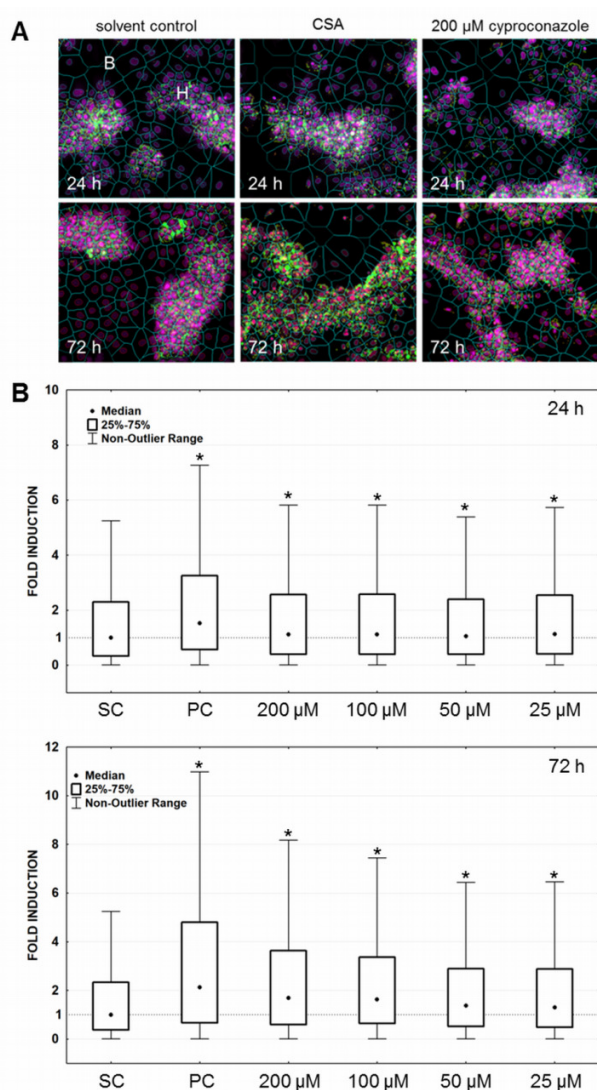 A
solvent control CSA 200 µM cyproconazole
B
H
24 h 24 h 24 h
72 h 72 h 72 h
B
10
24 h
Median
25%-75%
Non-Outlier Range
8
6
4
2
1
0
FOLD INDUCTION
* * * * *
SC PC 200 µM 100 µM 50 µM 25 µM
12
72 h
Median
25%-75%
Non-Outlier Range
10
8
6
4
2
1
0
FOLD INDUCTION
* * * * *
SC PC 200 µM 100 µM 50 µM 25 µM